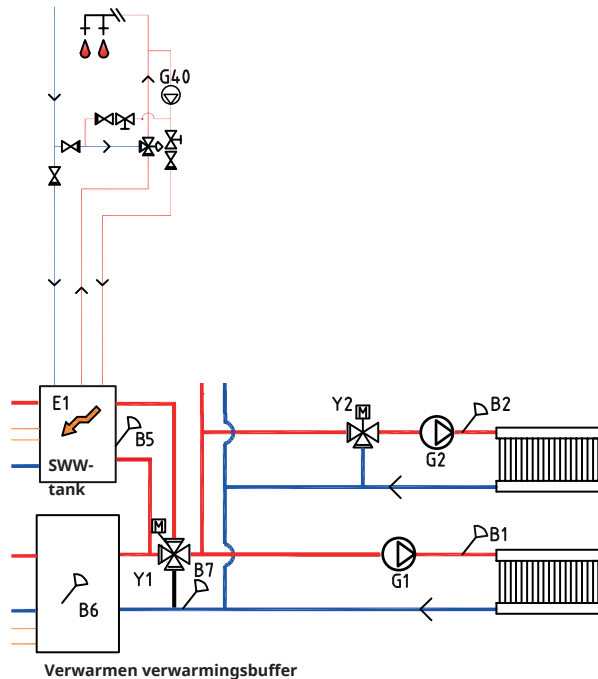 G40
E1
B5
SWW-
tank
Y2
M
B2
G2
M
Y1
B7
B1
G1
B6
Verwarmen verwarmingsbuffer